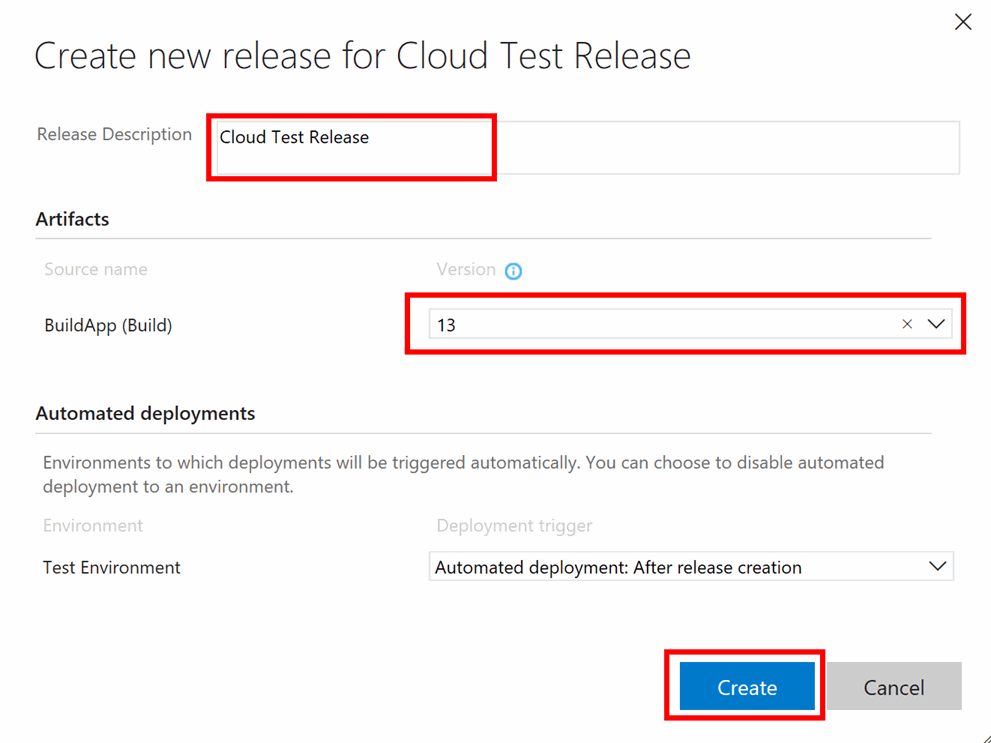 Create new release for Cloud Test Release
Release Description
Cloud Test Release
Artifacts
Source name
Version
BuildApp (Build)
13
Automated deployments
Environments to which deployments will be triggered automatically. You can choose to disable automated
deployment to an environment.
Environment
Deployment trigger
Test Environment
Automated deployment: After release creation
Create
Cancel